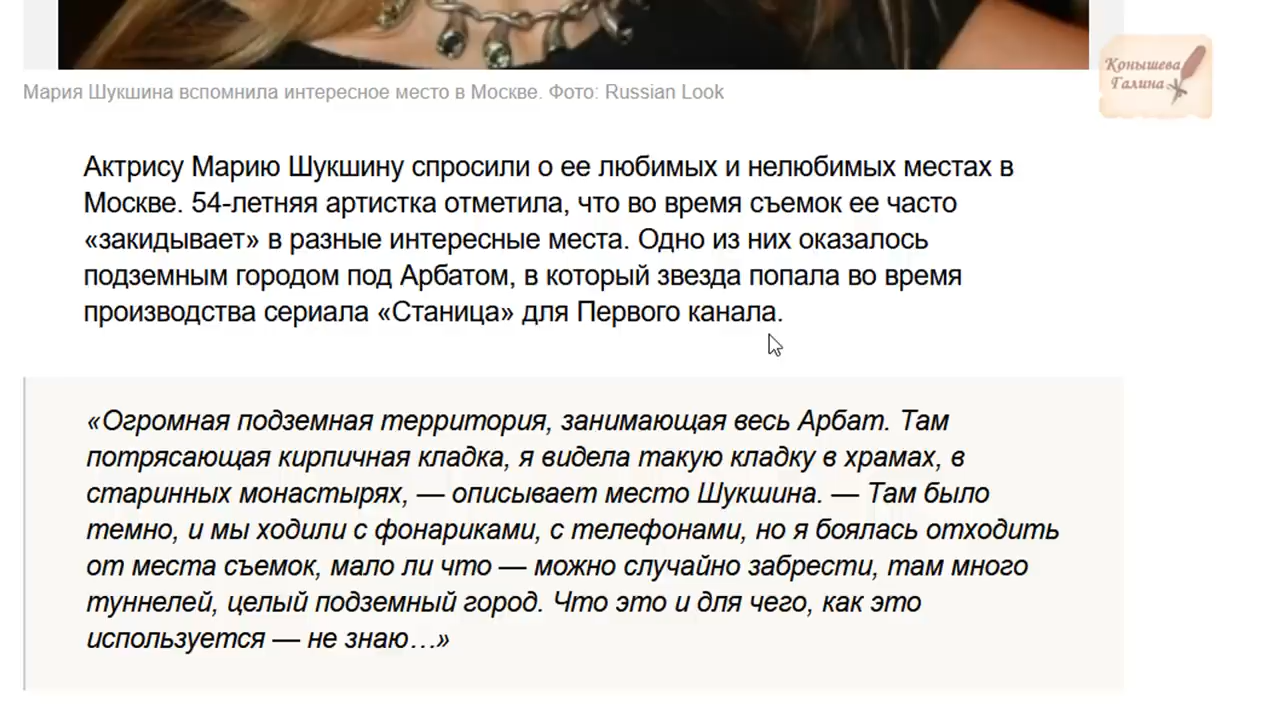 Конышева
Галина
Мария Шукшина вспомнила интересное место в Москве. Фото: Russian Look
Актрису Марию Шукшину спросили о ее любимых и нелюбимых местах в
Москве. 54-летняя артистка отметила, что во время съемок ее часто
«закидывает» в разные интересные места. Одно из них оказалось
подземным городом под Арбатом, в который звезда попала во время
производства сериала «Станица» для Первого канала.
«Огромная подземная территория, занимающая весь Арбат. Там
потрясающая кирпичная кладка, я видела такую кладку в храмах, в
старинных монастырях, — описывает место Шукшина. — Там было
темно, и мы ходили с фонариками, с телефонами, но я боялась отходить
от места съемок, мало ли что — можно случайно забрести, там много
туннелей, целый подземный город. Что это и для чего, как это
используется — не знаю…»